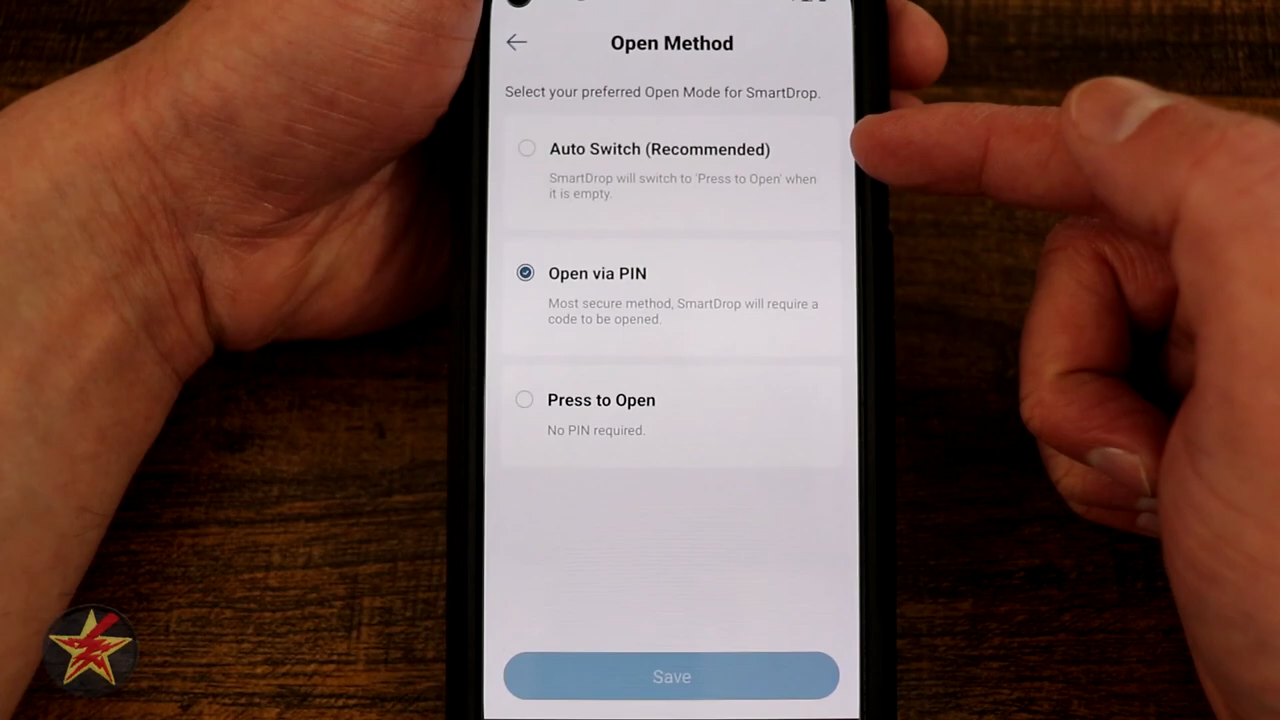 Open Method
Select your preferred Open Mode for SmartDrop.
Auto Switch (Recommended)
SmartDrop will switch to 'Press to Open' when
it is empty.
Open via PIN
Most secure method, SmartDrop will require a
code to be opened.
Press to Open
No PIN required.
Save